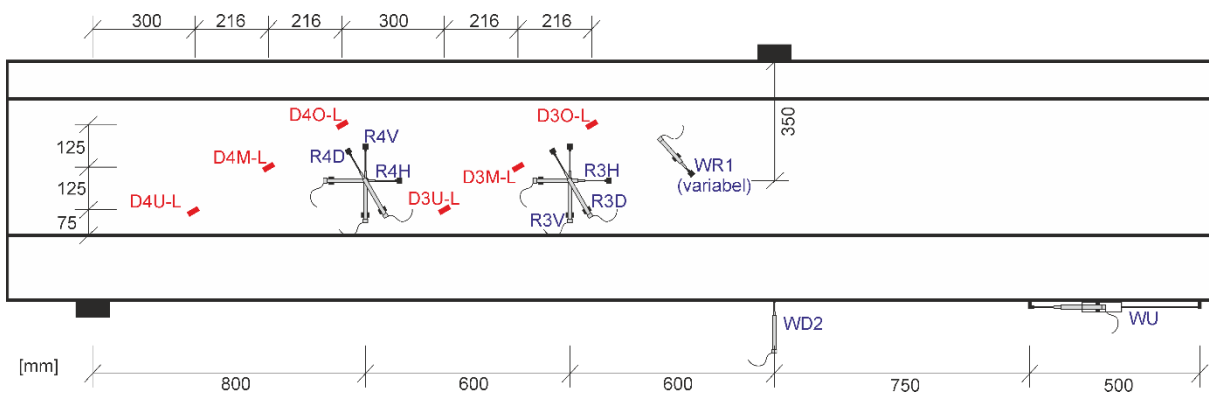 300 216 216 300 216 216
D4O-L D3O-L
R4V
R4D
D4M-L R4H D3M-L R3H WR1
(variabel)
350
125
125
75
D4U-L D3U-L R3D
R3V
WD2 WU
[mm]
800 600 600 750 500